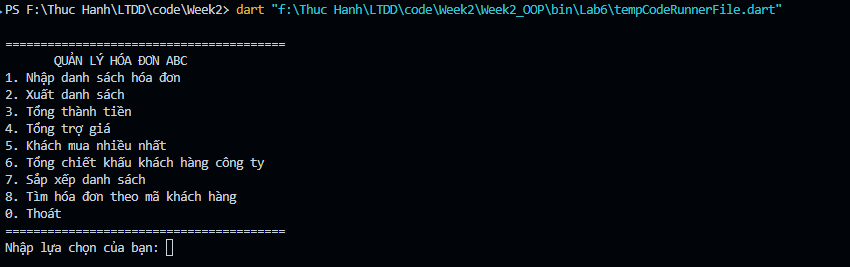 PS F:\Thuc Hanh\LTDD\code\Week2> dart "f:\Thuc Hanh\LTDD\code\Week2\Week2_OOP\bin\Lab6\tempCodeRunnerFile.dart"
========================================
QUẢN LÝ HÓA ĐƠN ABC
1. Nhập danh sách hóa đơn
2. Xuất danh sách
3. Tổng thành tiền
4. Tổng trợ giá
5. Khách mua nhiều nhất
6. Tổng chiết khấu khách hàng công ty
7. Sắp xếp danh sách
8. Tìm hóa đơn theo mã khách hàng
0. Thoát
========================================
Nhập lựa chọn của bạn: